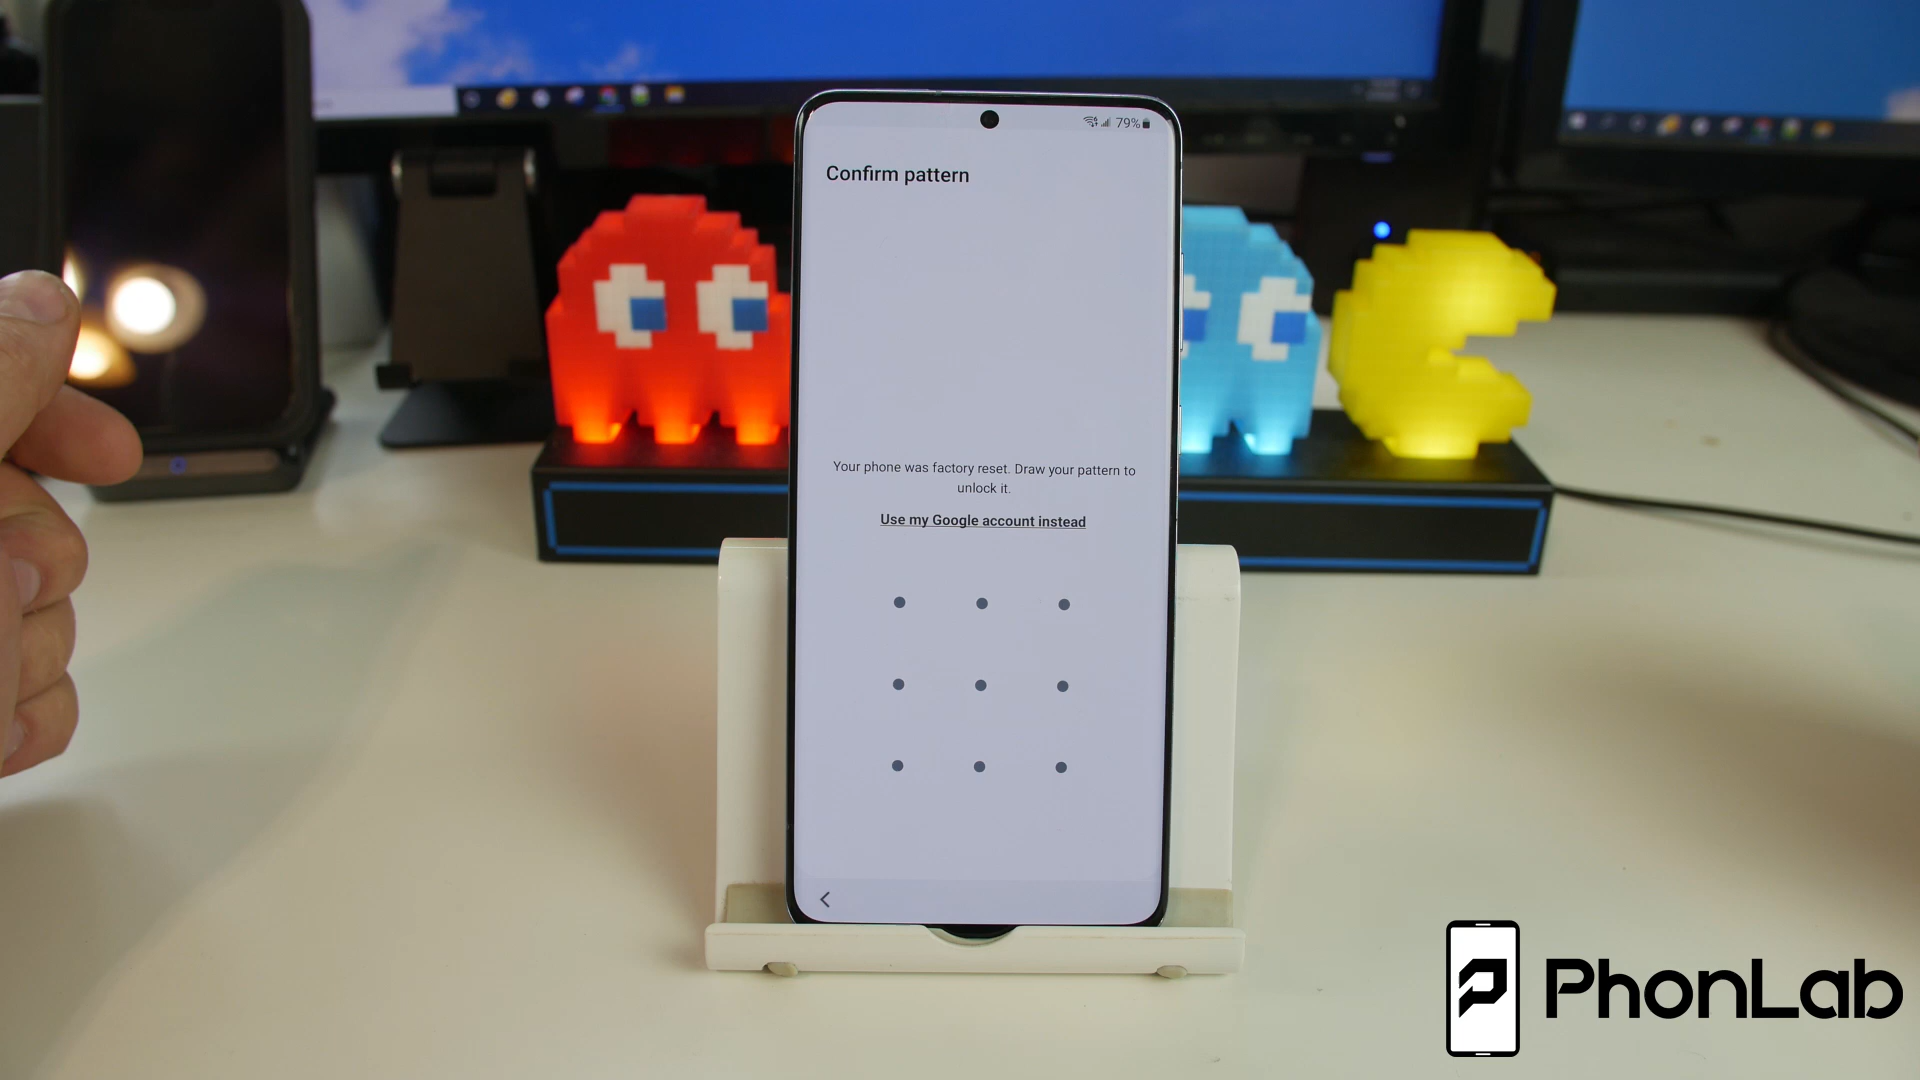 79%
Confirm pattern
Your phone was factory reset. Draw your pattern to
unlock it.
Use my Google account instead
PhonLab